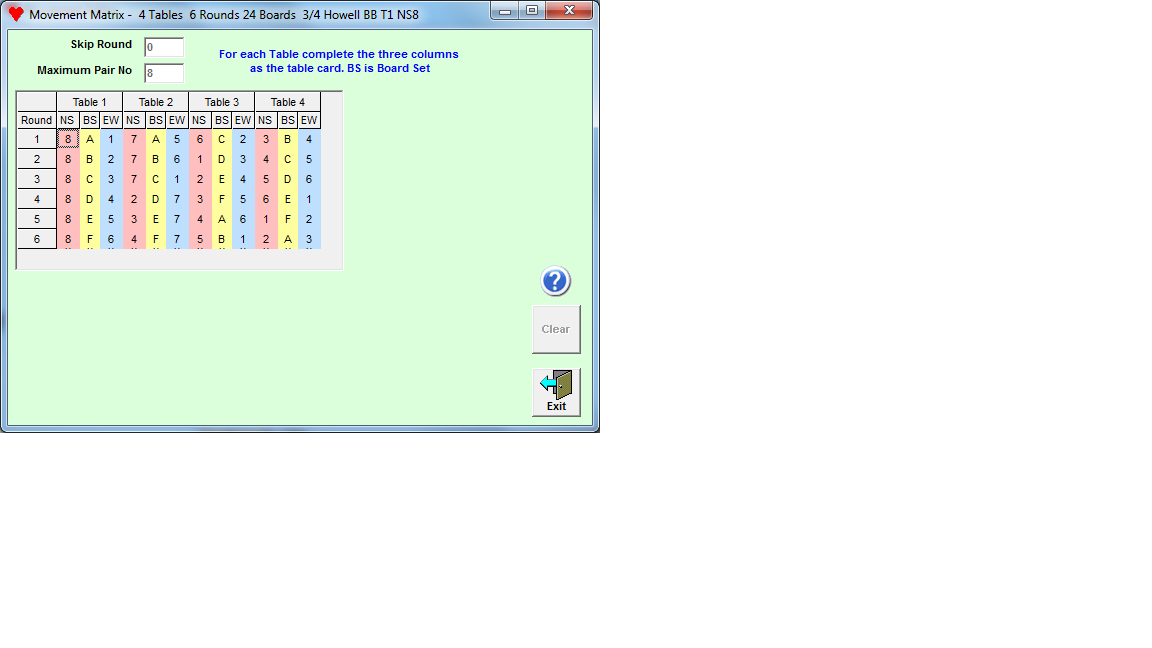 Movement Matrix - 4 Tables 6 Rounds 24 Boards 3/4 Howell BB T1 NS8
Skip Round 0
For each Table complete the three columns
as the table card. BS is Board Set
Maximum Pair No 8
Table 1 Table 2 Table 3 Table 4
Round NS BS EW NS BS EW NS BS EW NS BS EW
1 8 A 1 7 A 5 6 C 2 3 B 4
2 8 B 2 7 B 6 1 D 3 4 C 5
3 8 C 3 7 C 1 2 E 4 5 D 6
4 8 D 4 2 D 7 3 F 5 6 E 1
5 8 E 5 3 E 7 4 A 6 1 F 2
6 8 F 6 4 F 7 5 B 1 2 A 3
?
Clear
Exit